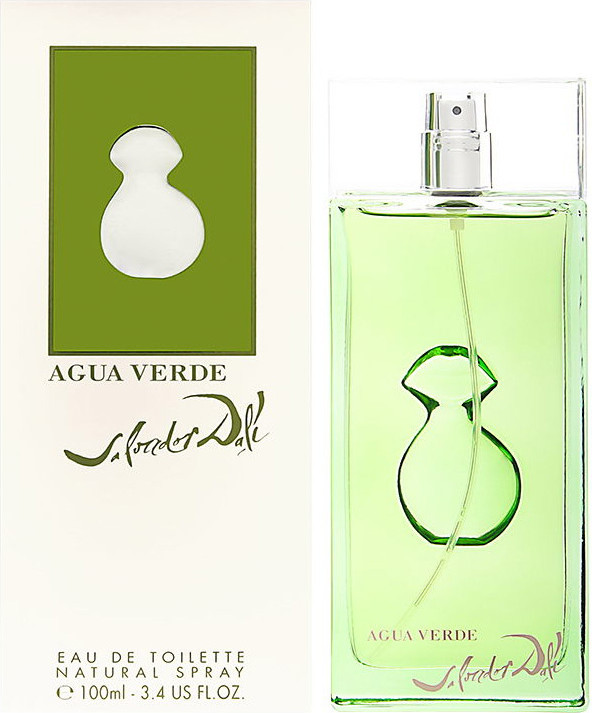 AGUA VERDE
Salvador Dalí
EAU DE TOILETTE
NATURAL SPRAY
℮ 100ml - 3.4 US FL.OZ.
AGUA VERDE
Salvador Dalí